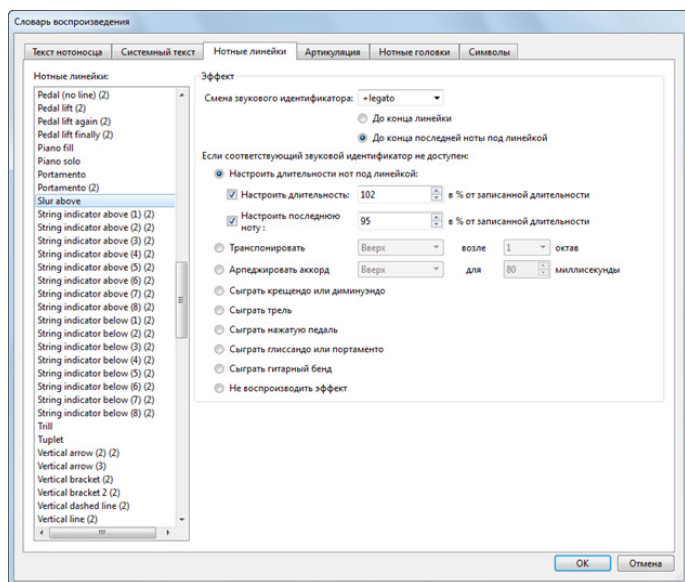 Словарь воспроизведения
Текст нотоносца
Системный текст
Нотные линейки
Артикуляция
Нотные головки
Символы
Нотные линейки:
Pedal (no line) (2)
Pedal lift (2)
Pedal lift again (2)
Pedal lift finally (2)
Piano fill
Piano solo
Portamento
Portamento (2)
Slur above
String indicator above (1) (2)
String indicator above (2) (2)
String indicator above (3) (2)
String indicator above (4) (2)
String indicator above (5) (2)
String indicator above (6) (2)
String indicator above (7) (2)
String indicator above (8) (2)
String indicator below (1) (2)
String indicator below (2) (2)
String indicator below (3) (2)
String indicator below (4) (2)
String indicator below (5) (2)
String indicator below (6) (2)
String indicator below (7) (2)
String indicator below (8) (2)
Trill
Tuplet
Vertical arrow (2) (2)
Vertical arrow (3)
Vertical bracket (2)
Vertical bracket 2 (2)
Vertical dashed line (2)
Vertical line (2)
Эффект
Смена звукового идентификатора: +legato
До конца линейки
До конца последней ноты под линейкой
Если соответствующий звуковой идентификатор не доступен:
Настроить длительности нот под линейкой:
Настроить длительность: 102 в % от записанной длительности
Настроить последнюю
ноту : 95 в % от записанной длительности
Транспонировать Вверх возле 1 октав
Арпеджировать аккорд Вверх для 80 миллисекунды
Сыграть крещендо или диминуэндо
Сыграть трель
Сыграть нажатую педаль
Сыграть глиссандо или портаменто
Сыграть гитарный бенд
Не воспроизводить эффект
OK
Отмена